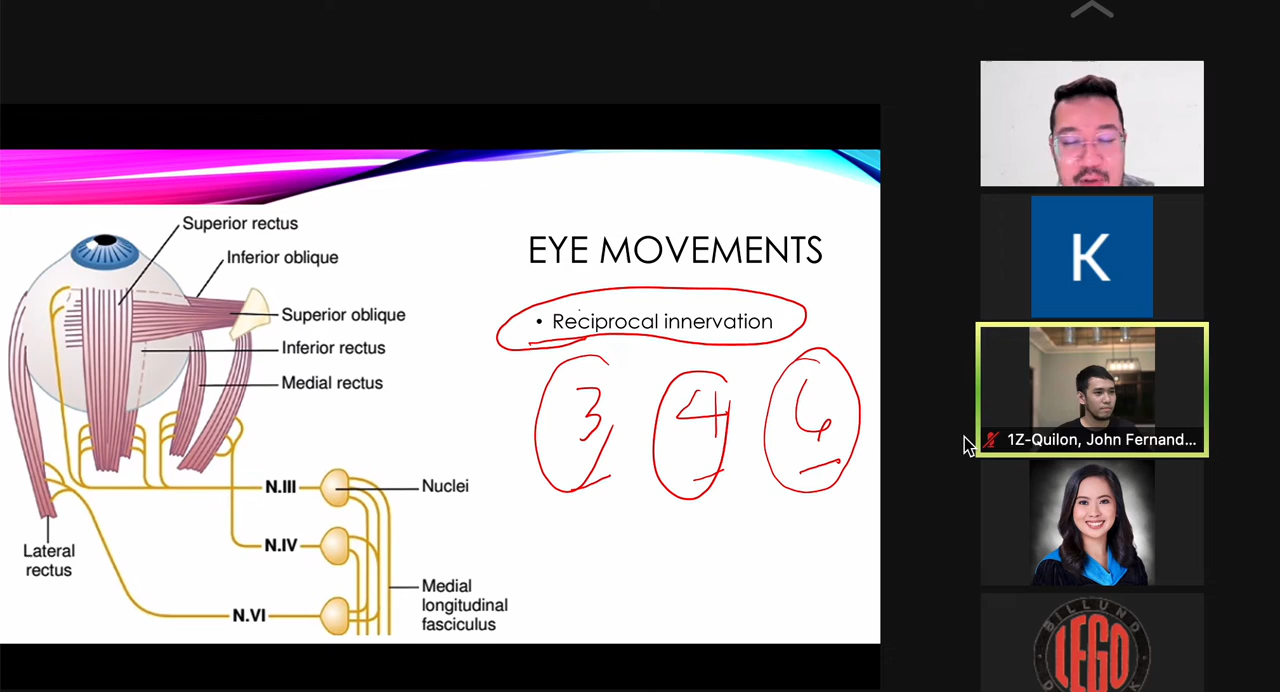 Superior rectus
Inferior oblique
Superior oblique
Inferior rectus
Medial rectus
N.III
Nuclei
N.IV
Lateral
rectus
Medial
longitudinal
fasciculus
N.VI
EYE MOVEMENTS
• Reciprocal innervation
3 4 6
K
1Z-Quilon, John Fernand...
BILLUND
LEGO